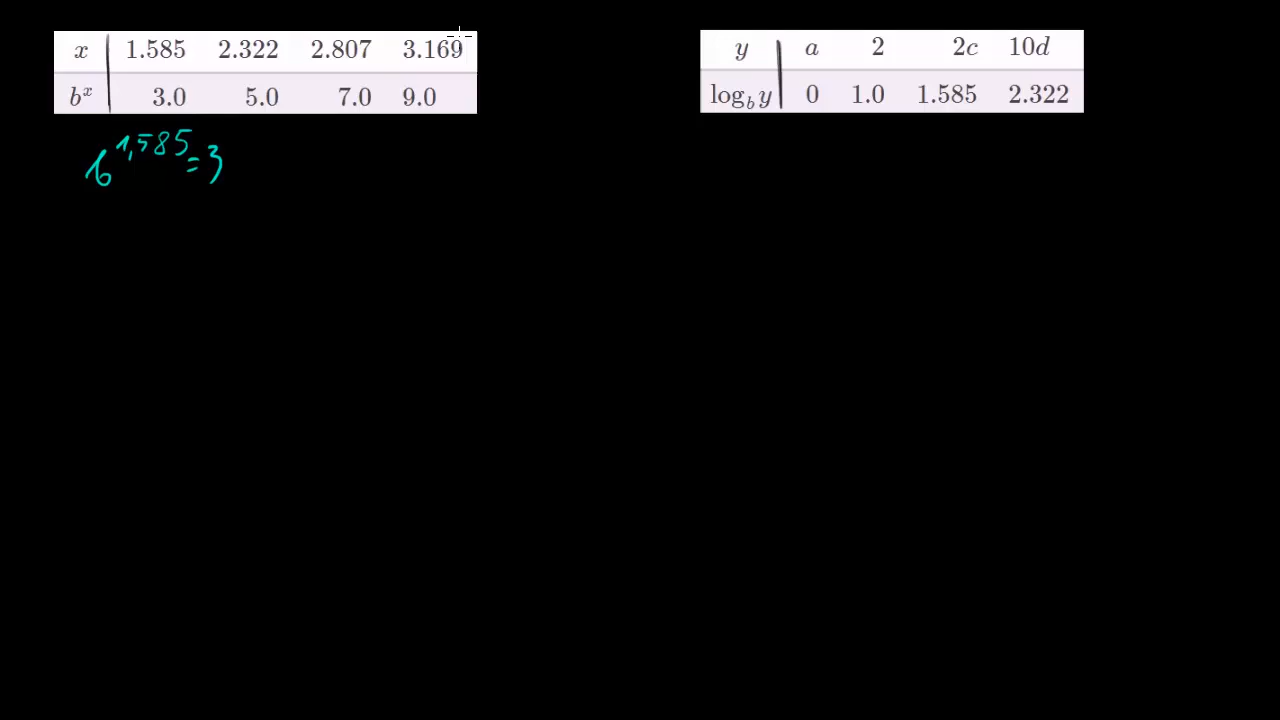 x 1.585 2.322 2.807 3.169
b^x 3.0 5.0 7.0 9.0
b^1,585 = 3
y a 2 2c 10d
log_b y 0 1.0 1.585 2.322